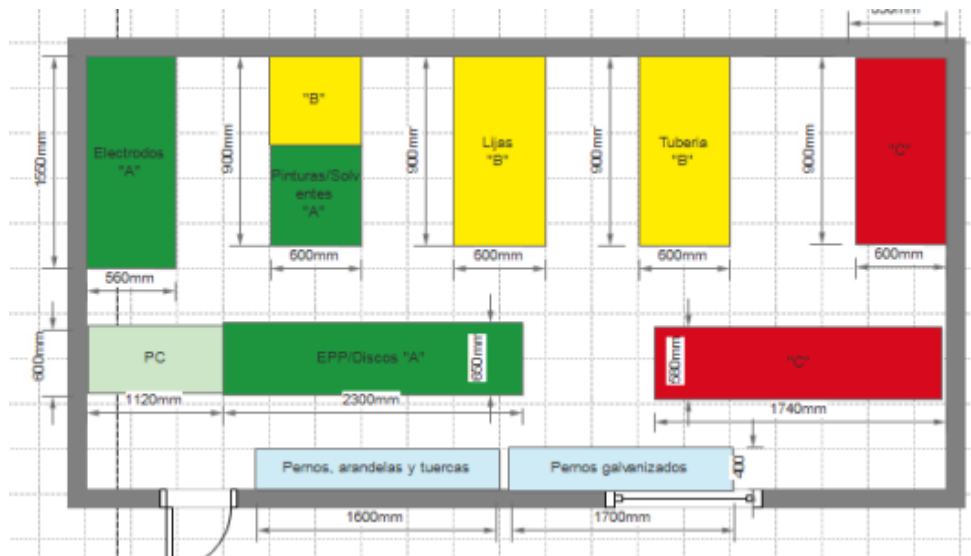 Electrodos
"A"
1550mm
560mm
"B"
Pinturas/Solv
entes
"A"
900mm
600mm
Lijas
"B"
900mm
600mm
Tuberia
"B"
900mm
600mm
"C"
900mm
600mm
PC
600mm
1120mm
EPP/Discos "A"
650mm
2300mm
"C"
580mm
1740mm
Pernos, arandelas y tuercas
1600mm
Pernos galvanizados
400
1700mm